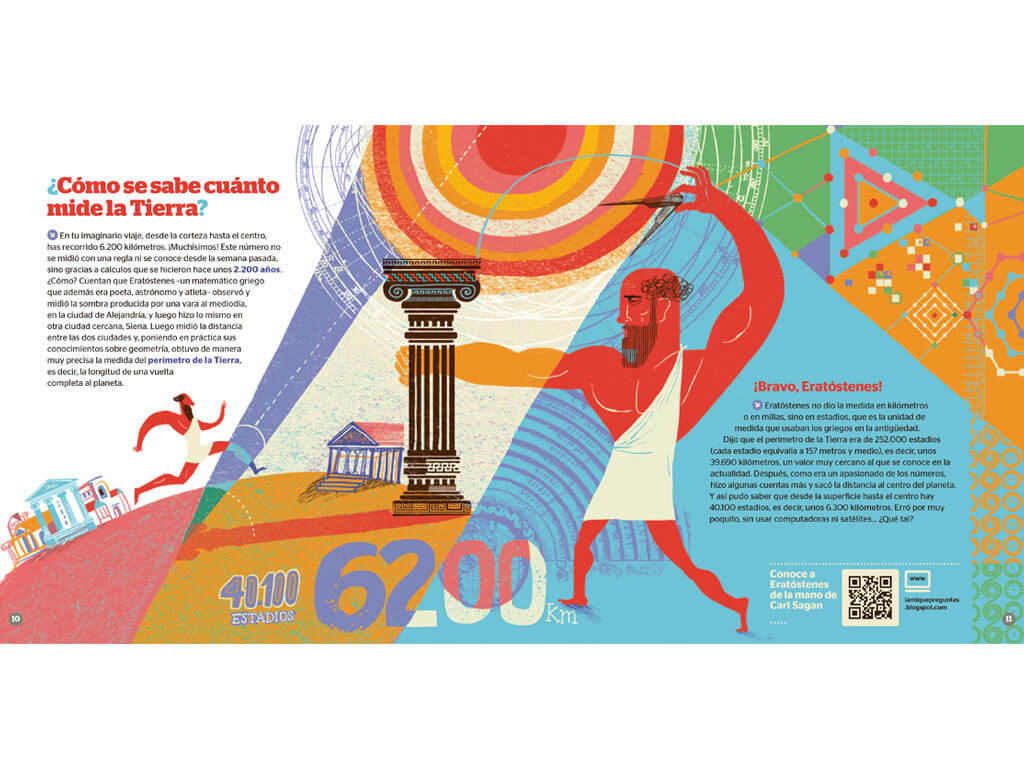 ¿Cómo se sabe cuánto
mide la Tierra?
En tu imaginario viaje, desde la corteza hasta el centro,
has recorrido 6.200 kilómetros. ¡Muchísimos! Este número no
se midió con una regla ni se conoce desde la semana pasada,
sino gracias a cálculos que se hicieron hace unos 2.200 años.
¿Cómo? Cuentan que Eratóstenes –un matemático griego
que además era poeta, astrónomo y atleta– observó y
midió la sombra producida por una vara al mediodía,
en la ciudad de Alejandría, y luego hizo lo mismo en
otra ciudad cercana, Siena. Luego midió la distancia
entre las dos ciudades y, poniendo en práctica sus
conocimientos sobre geometría, obtuvo de manera
muy precisa la medida del perímetro de la Tierra,
es decir, la longitud de una vuelta
completa al planeta.
40.100
ESTADIOS
6200 Km
10
¡Bravo, Eratóstenes!
Eratóstenes no dio la medida en kilómetros
o en millas, sino en estadios, que es la unidad de
medida que usaban los griegos en la antigüedad.
Dijo que el perímetro de la Tierra era de 252.000 estadios
(cada estadio equivalía a 157 metros y medio), es decir, unos
39.690 kilómetros, un valor muy cercano al que se conoce en la
actualidad. Después, como era un apasionado de los números,
hizo algunas cuentas más y sacó la distancia al centro del planeta.
Y así pudo saber que desde la superficie hasta el centro hay
40.100 estadios, es decir, unos 6.300 kilómetros. Erró por muy
poquito, sin usar computadoras ni satélites... ¿Qué tal?
Conoce a
Eratóstenes
de la mano de
Carl Sagan
www
lamiquepreguntas
.blogspot.com
11